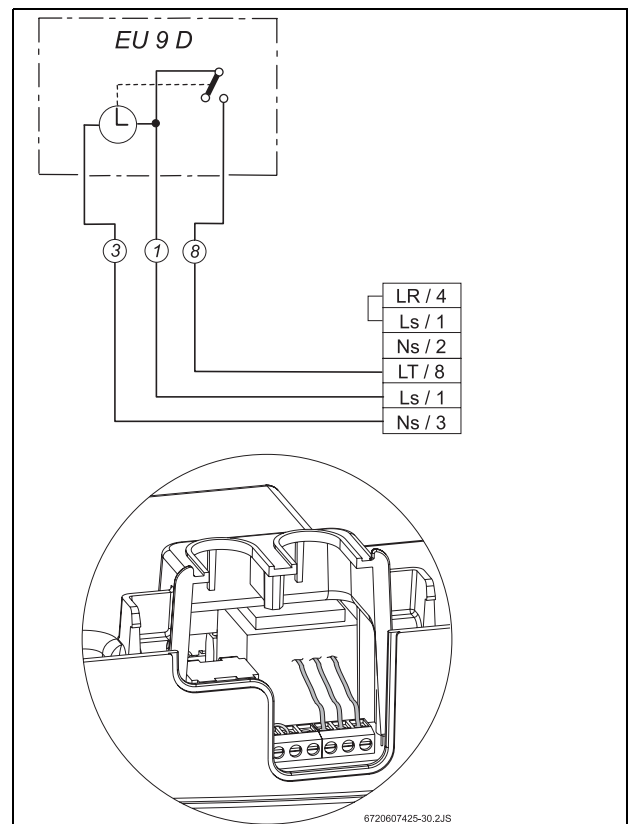 EU 9 D
3 1 8
LR / 4
Ls / 1
Ns / 2
LT / 8
Ls / 1
Ns / 3
6720607425-30.2JS